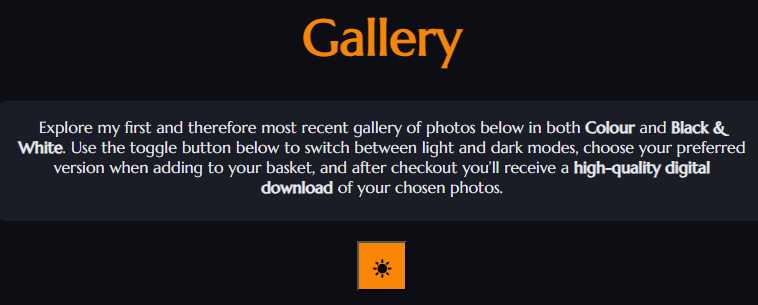 Gallery
Explore my first and therefore most recent gallery of photos below in both Colour and Black &
White. Use the toggle button below to switch between light and dark modes, choose your preferred
version when adding to your basket, and after checkout you'll receive a high-quality digital
download of your chosen photos.